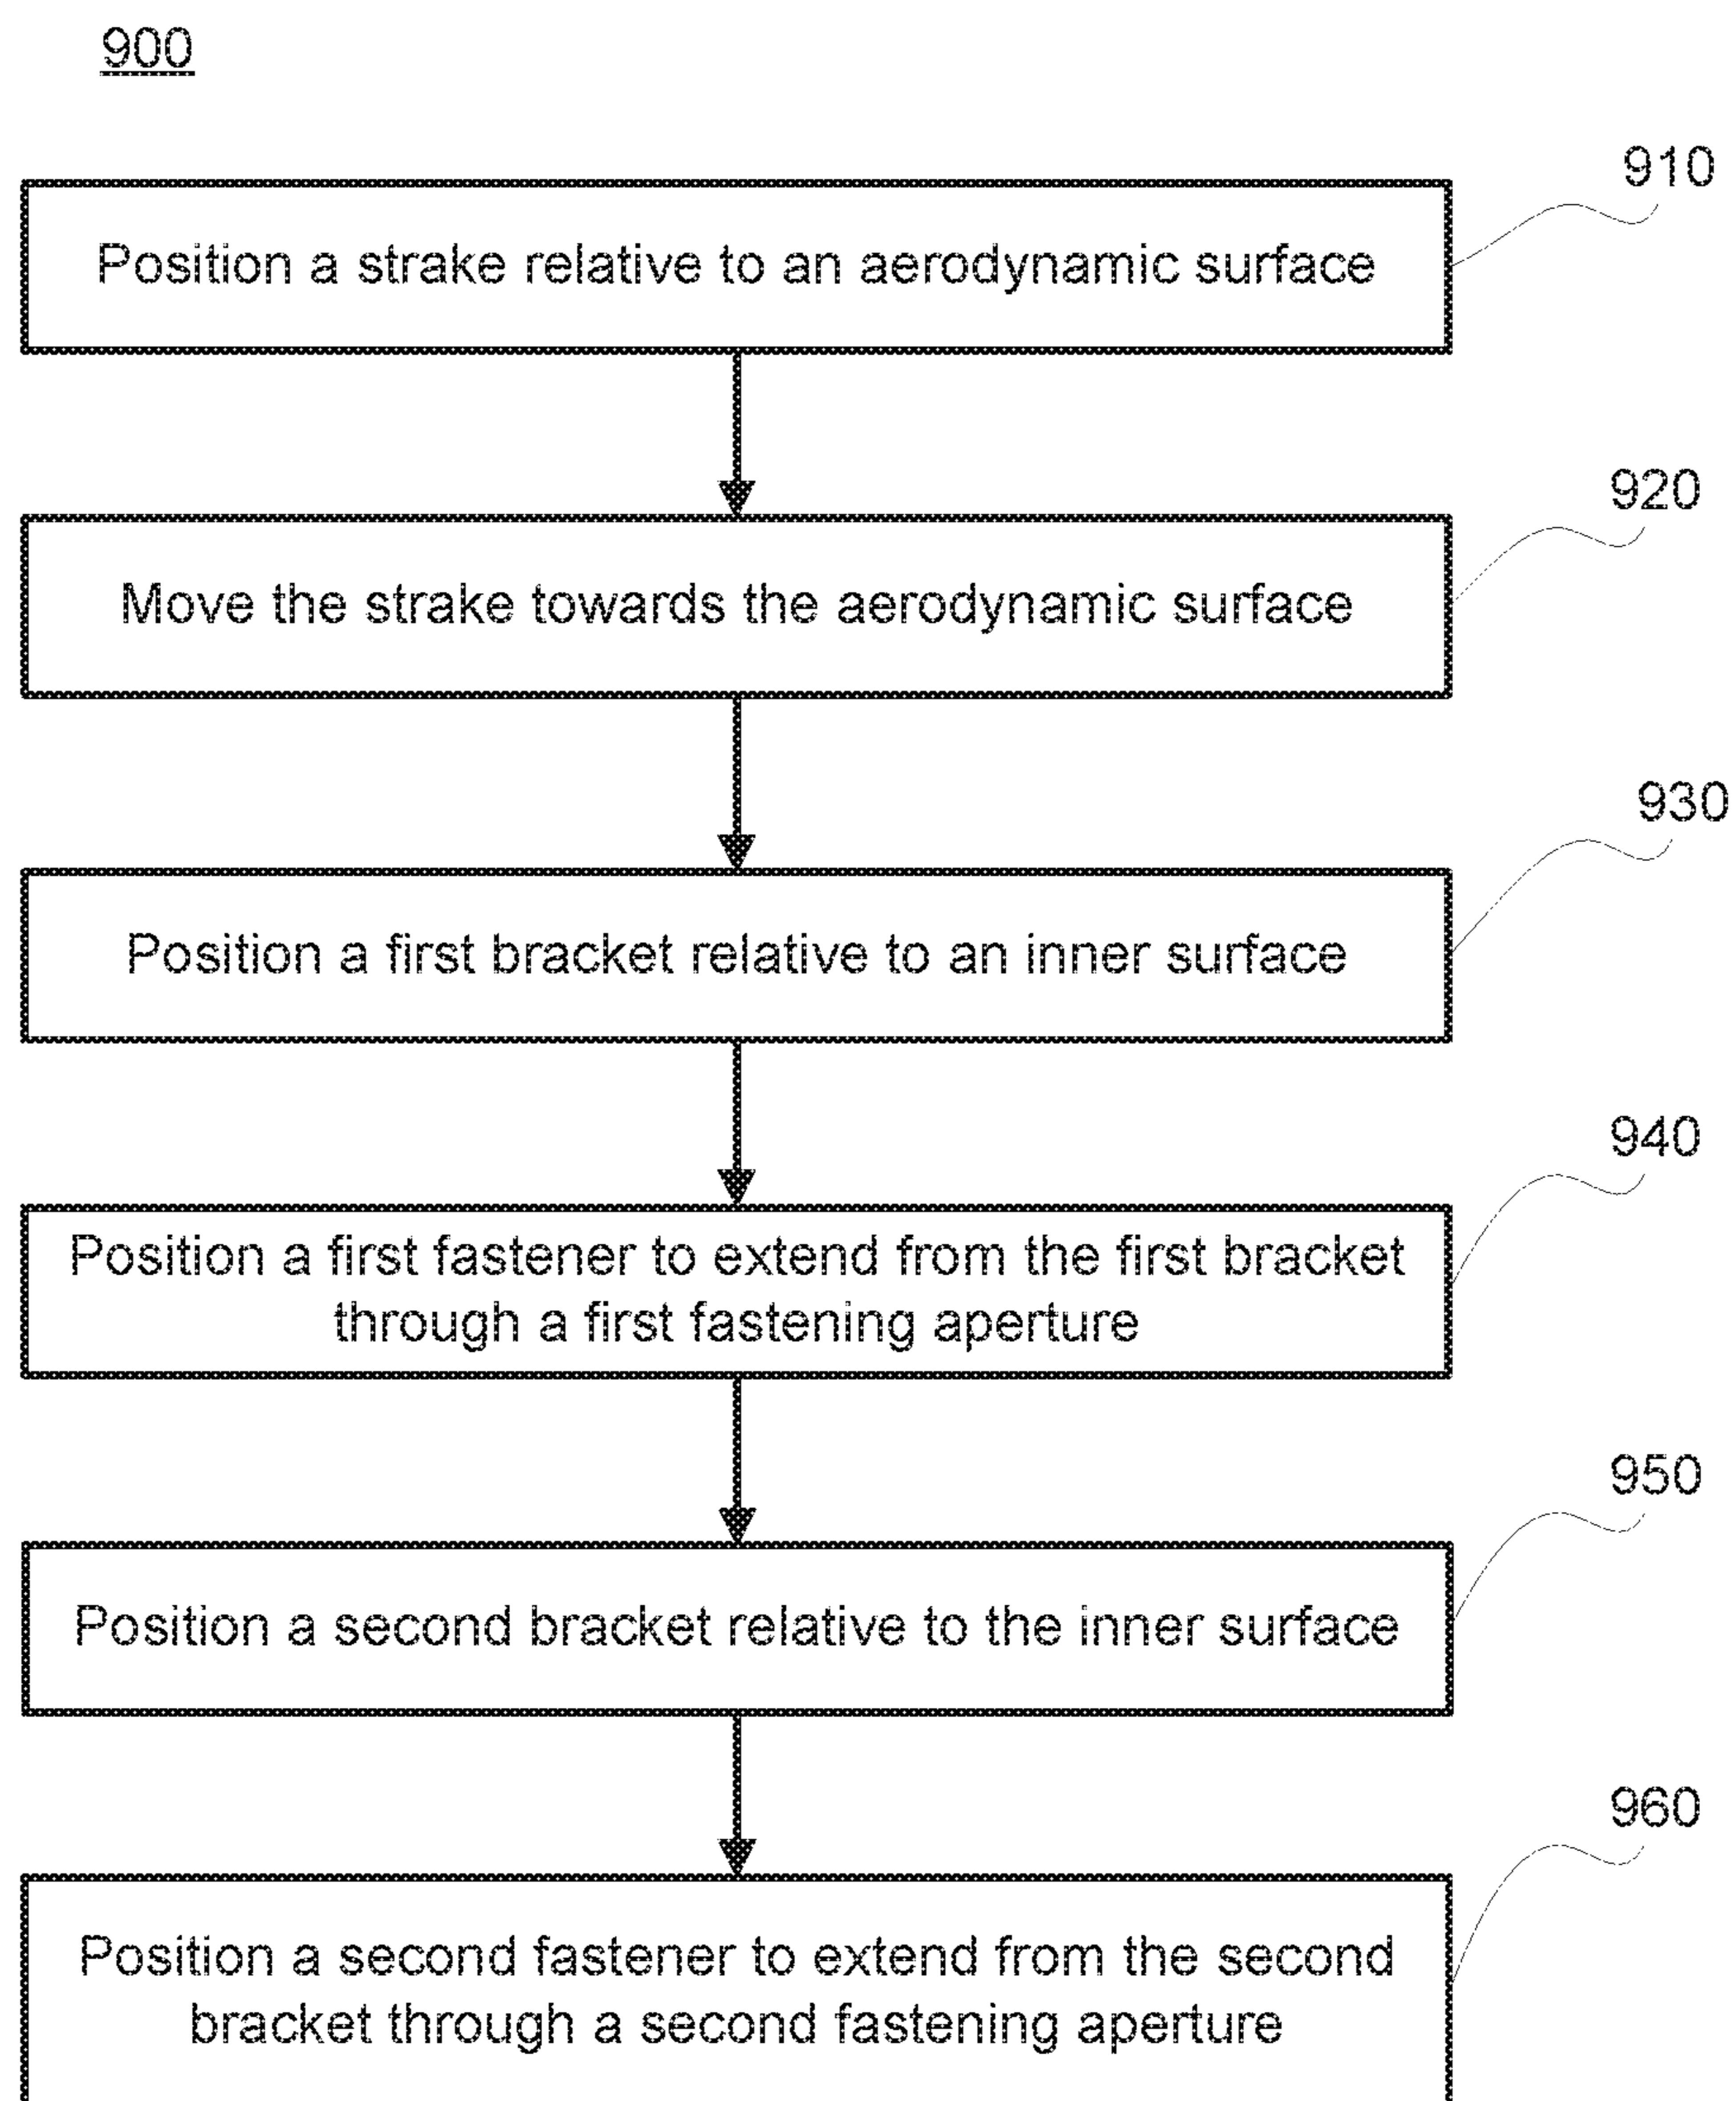 900
910
Position a strake relative to an aerodynamic surface
920
Move the strake towards the aerodynamic surface
930
Position a first bracket relative to an inner surface
940
Position a first fastener to extend from the first bracket
through a first fastening aperture
950
Position a second bracket relative to the inner surface
960
Position a second fastener to extend from the second
bracket through a second fastening aperture